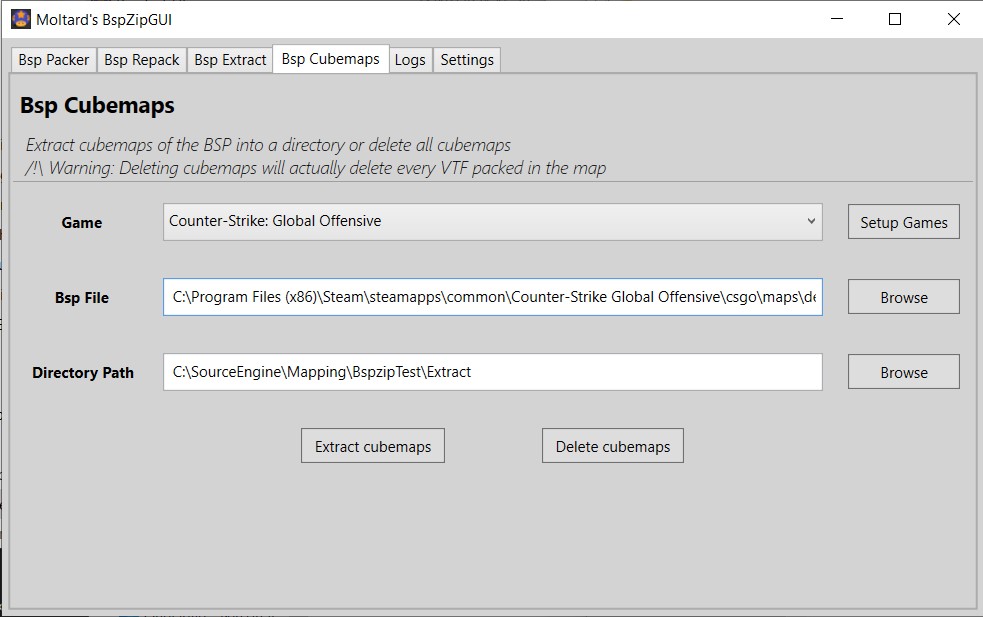 Moltard's BspZipGUI
Bsp Packer Bsp Repack Bsp Extract Bsp Cubemaps Logs Settings
Bsp Cubemaps
Extract cubemaps of the BSP into a directory or delete all cubemaps
/!\ Warning: Deleting cubemaps will actually delete every VTF packed in the map
Game Counter-Strike: Global Offensive Setup Games
Bsp File C:\Program Files (x86)\Steam\steamapps\common\Counter-Strike Global Offensive\csgo\maps\de Browse
Directory Path C:\SourceEngine\Mapping\BspzipTest\Extract Browse
Extract cubemaps Delete cubemaps